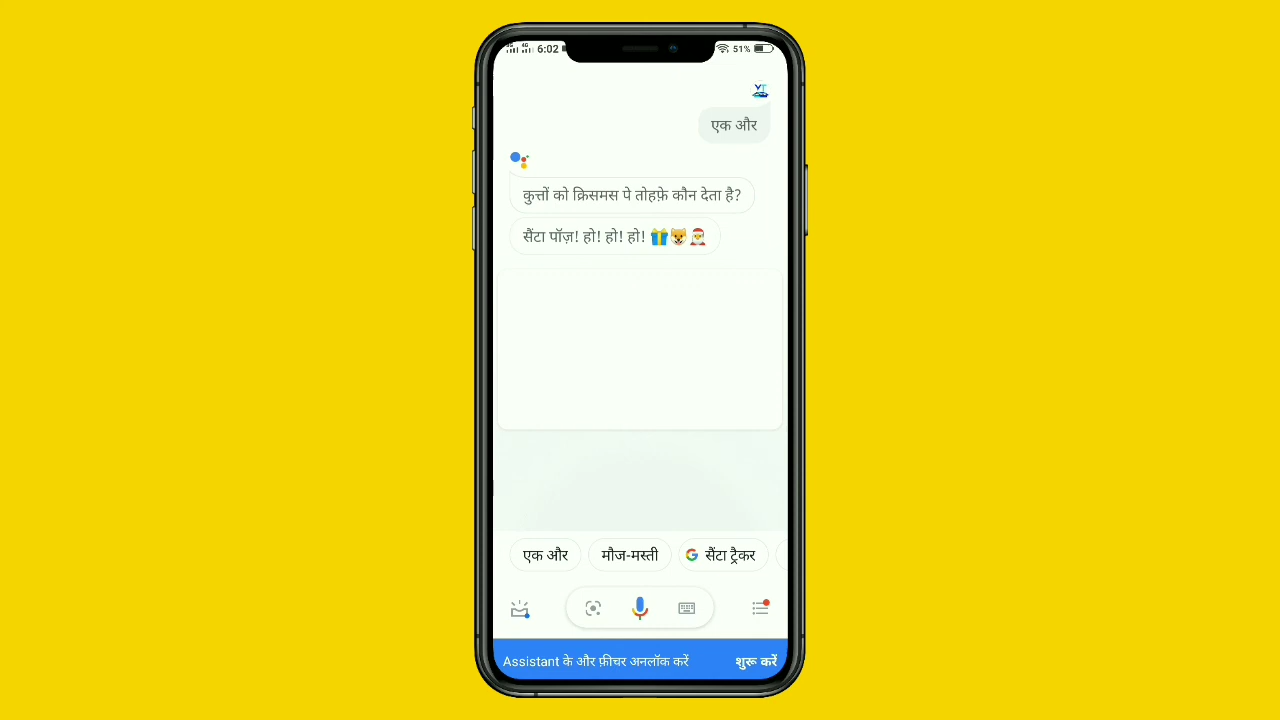 6:02
51%
एक और
कुत्तों को क्रिसमस पे तोहफ़े कौन देता है?
सैंटा पॉज़! हो! हो! हो! 🎁🐶🎅
एक और
मौज-मस्ती
सैंटा ट्रैकर
Assistant के और फ़ीचर अनलॉक करें
शुरू करें